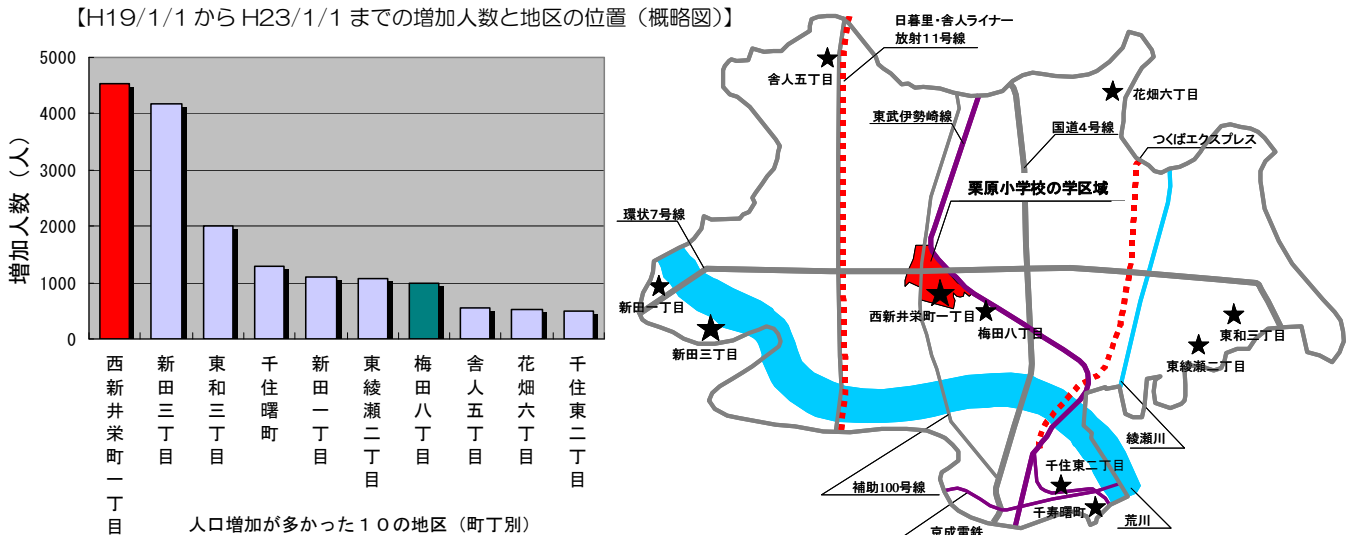 【H19/1/1 から H23/1/1 までの増加人数と地区の位置（概略図）】
増加人数（人）
5000
4000
3000
2000
1000
0
西新井栄町一丁目
新田三丁目
東和三丁目
千住曙町
新田一丁目
東綾瀬二丁目
梅田八丁目
舎人五丁目
花畑六丁目
千住東二丁目
人口増加が多かった１０の地区（町丁別）
日暮里・舎人ライナー
放射11号線
舎人五丁目
花畑六丁目
東武伊勢崎線
国道4号線
つくばエクスプレス
栗原小学校の学区域
環状7号線
新田一丁目
西新井栄町一丁目
梅田八丁目
新田三丁目
東和三丁目
東綾瀬二丁目
綾瀬川
千住東二丁目
補助100号線
千寿曙町
荒川
京成電鉄